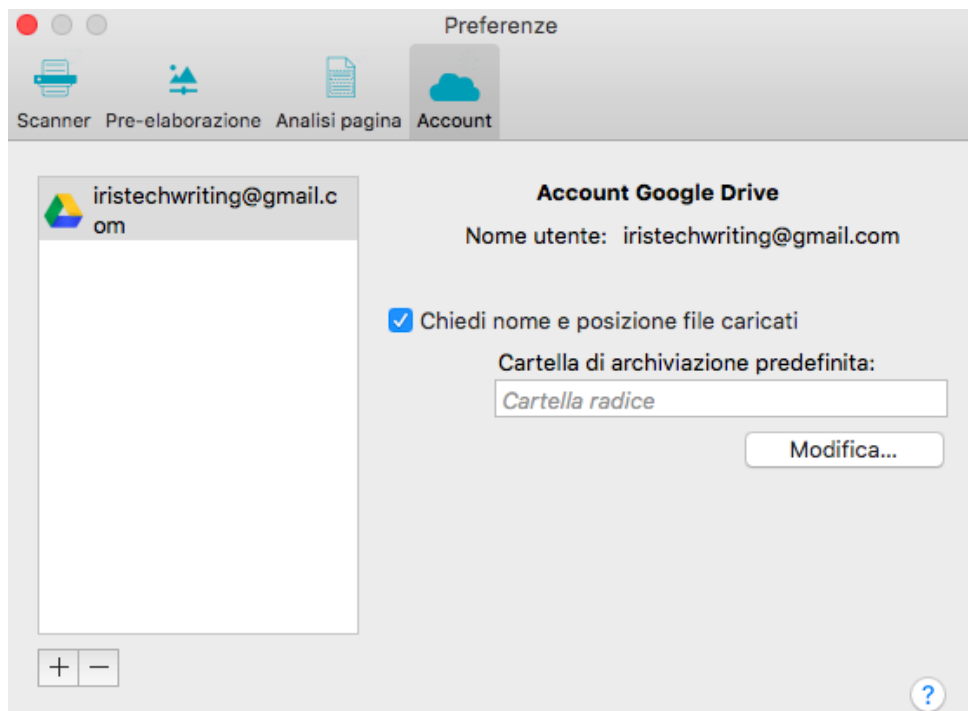 Preferenze
Scanner Pre-elaborazione Analisi pagina Account
iristechwriting@gmail.c
om
Account Google Drive
Nome utente: iristechwriting@gmail.com
Chiedi nome e posizione file caricati
Cartella di archiviazione predefinita:
Cartella radice
Modifica...
+ −
?